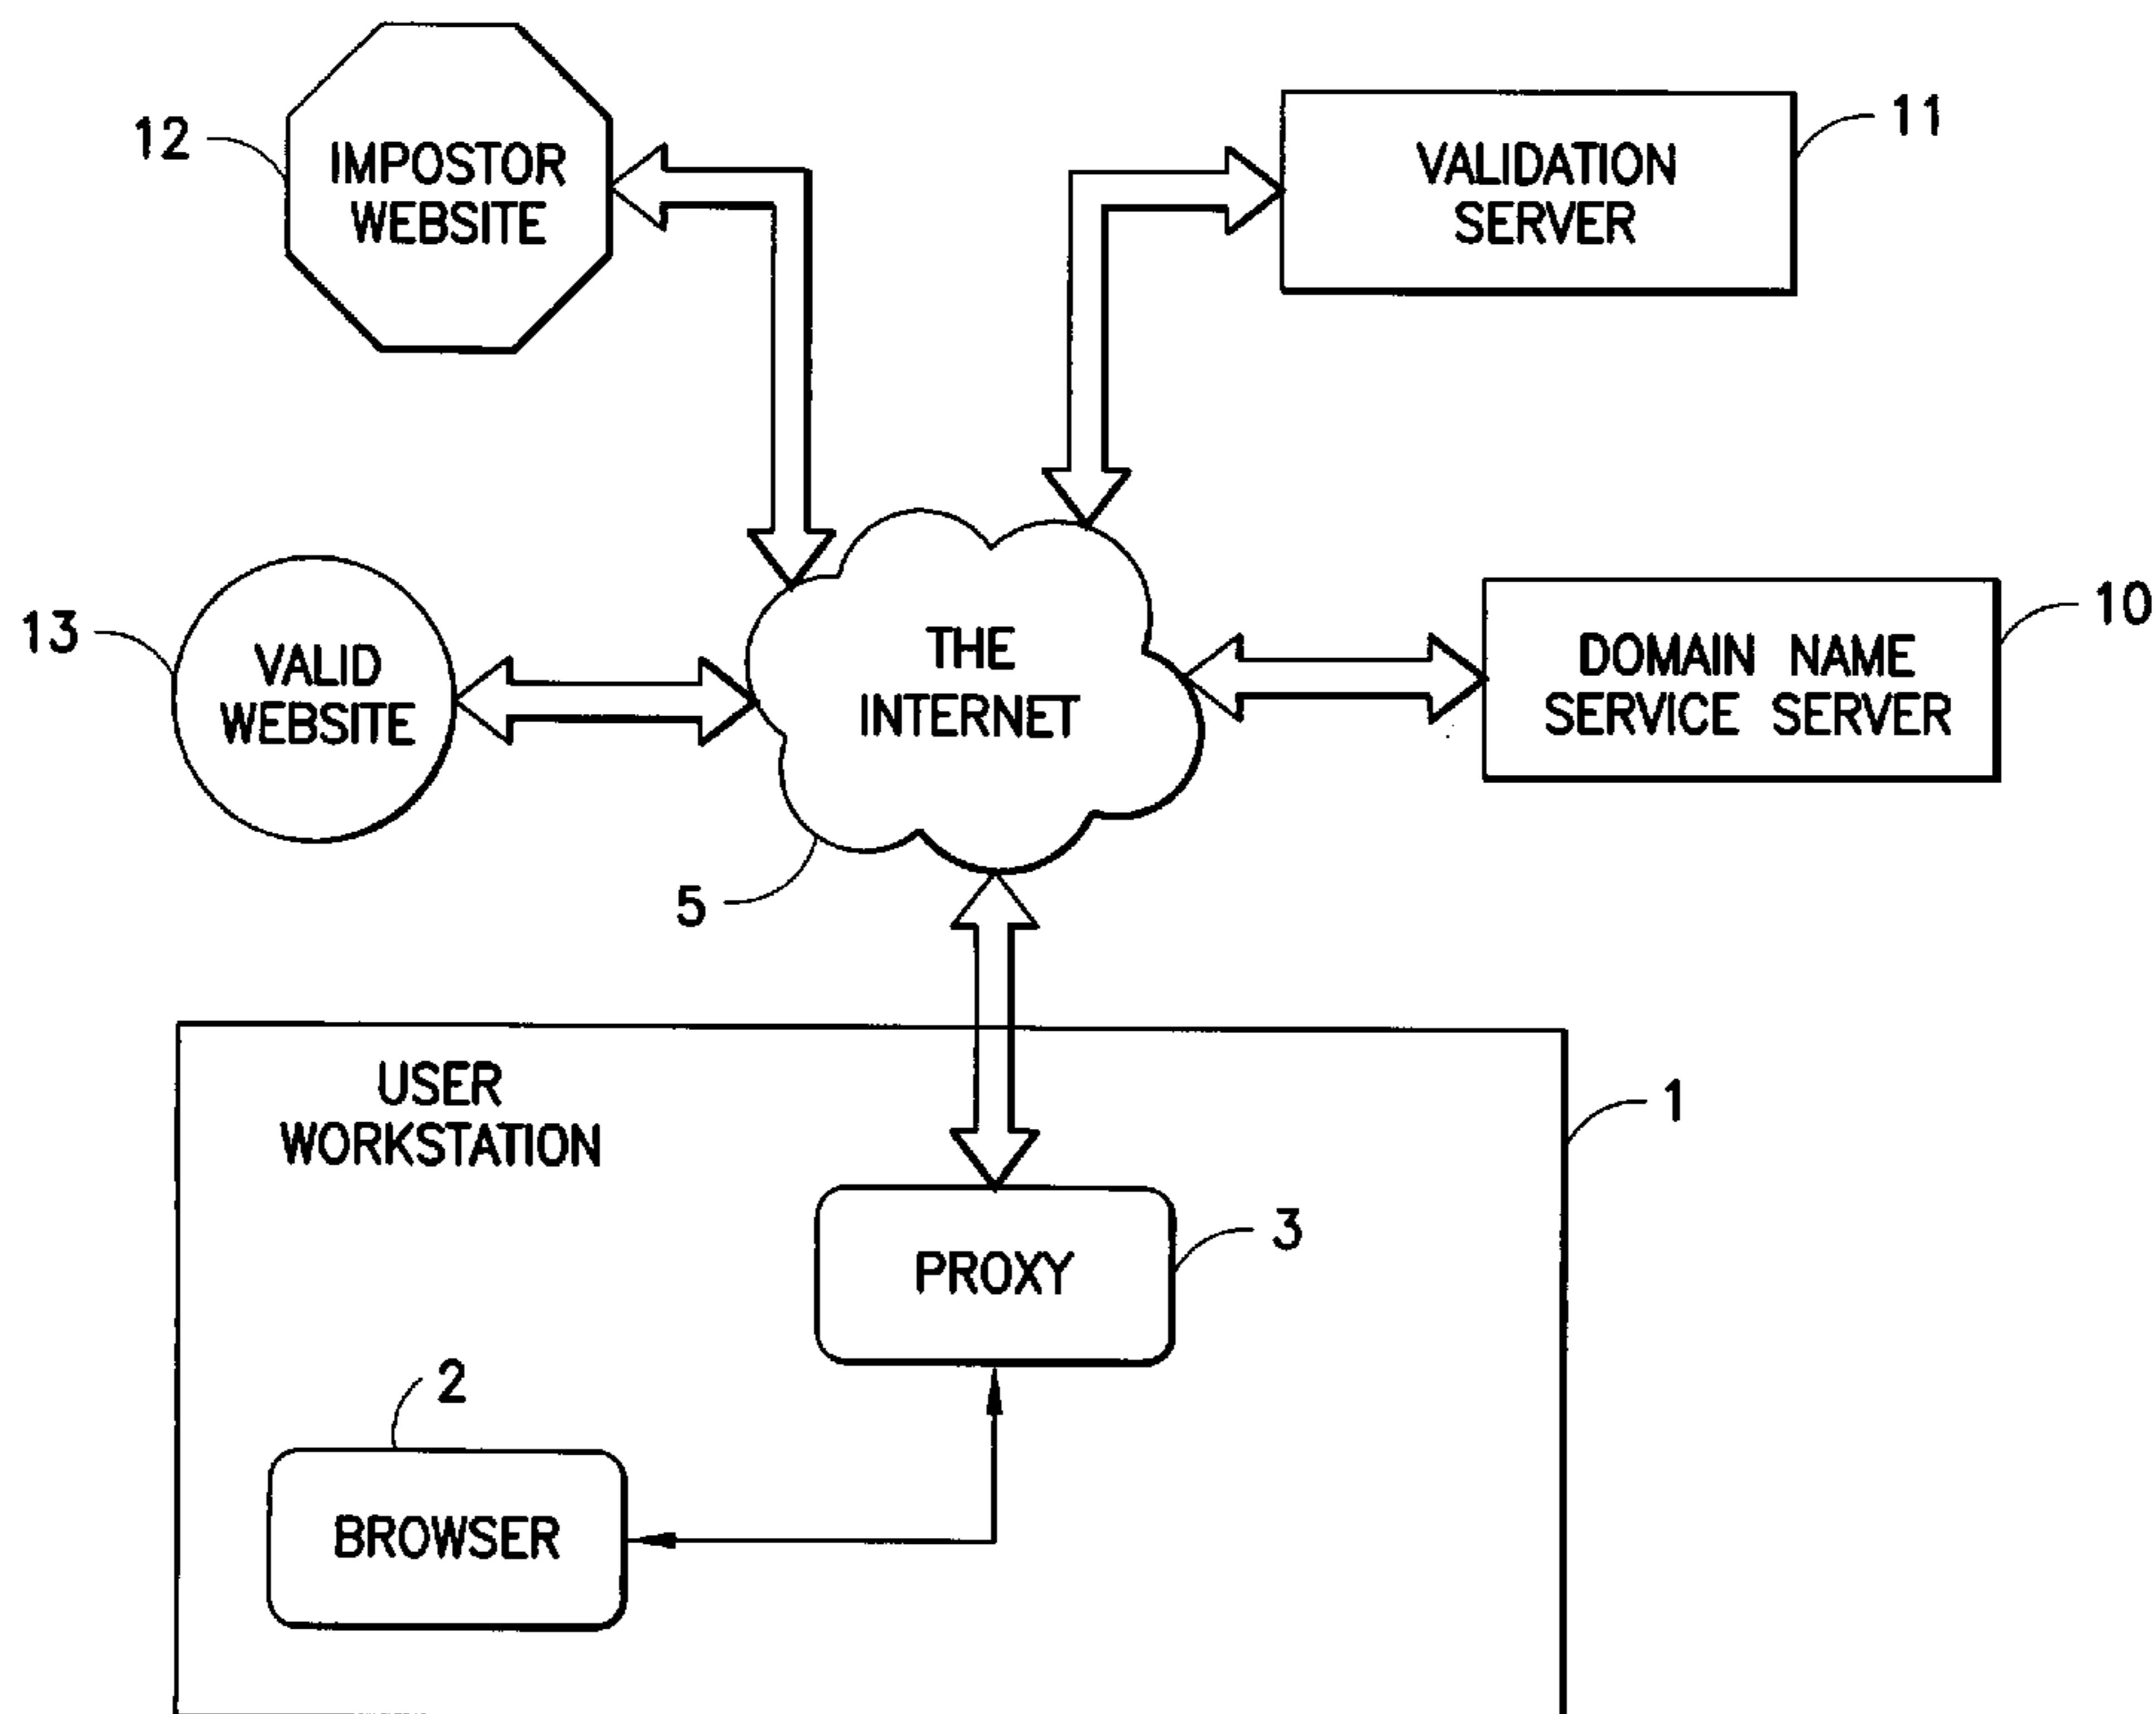 12
IMPOSTOR
WEBSITE
VALIDATION
SERVER
11
13
VALID
WEBSITE
THE
INTERNET
DOMAIN NAME
SERVICE SERVER
10
5
USER
WORKSTATION
1
PROXY
3
2
BROWSER